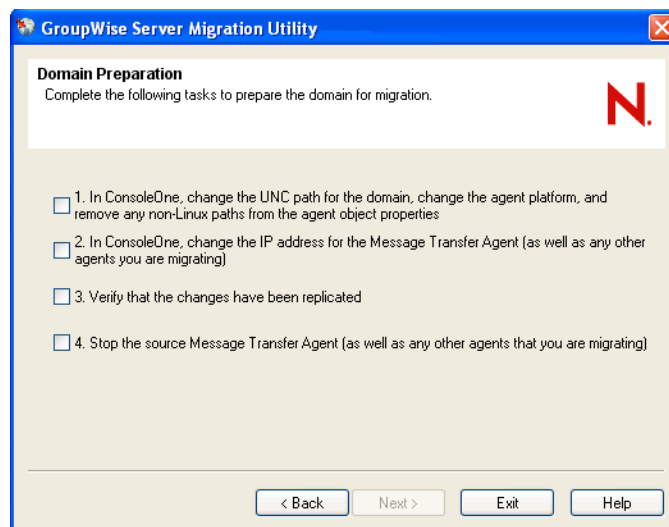 GroupWise Server Migration Utility
Domain Preparation
Complete the following tasks to prepare the domain for migration.
N.
1. In ConsoleOne, change the UNC path for the domain, change the agent platform, and
remove any non-Linux paths from the agent object properties
2. In ConsoleOne, change the IP address for the Message Transfer Agent (as well as any other
agents you are migrating)
3. Verify that the changes have been replicated
4. Stop the source Message Transfer Agent (as well as any other agents that you are migrating)
< Back
Next >
Exit
Help